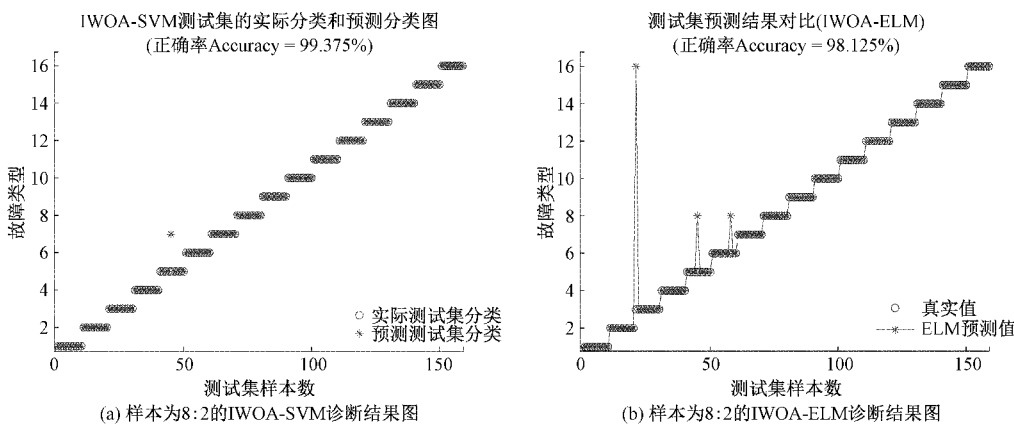 IWOA-SVM测试集的实际分类和预测分类图
(正确率Accuracy = 99.375%)
16
14
12
10
8
6
4
2
故障类型
0
50
100
150
○ 实际测试集分类
* 预测测试集分类
测试集样本数
(a) 样本为8:2的IWOA-SVM诊断结果图
测试集预测结果对比(IWOA-ELM)
(正确率Accuracy = 98.125%)
16
14
12
10
8
6
4
2
故障类型
0
50
100
150
○ 真实值
-*- ELM预测值
测试集样本数
(b) 样本为8:2的IWOA-ELM诊断结果图